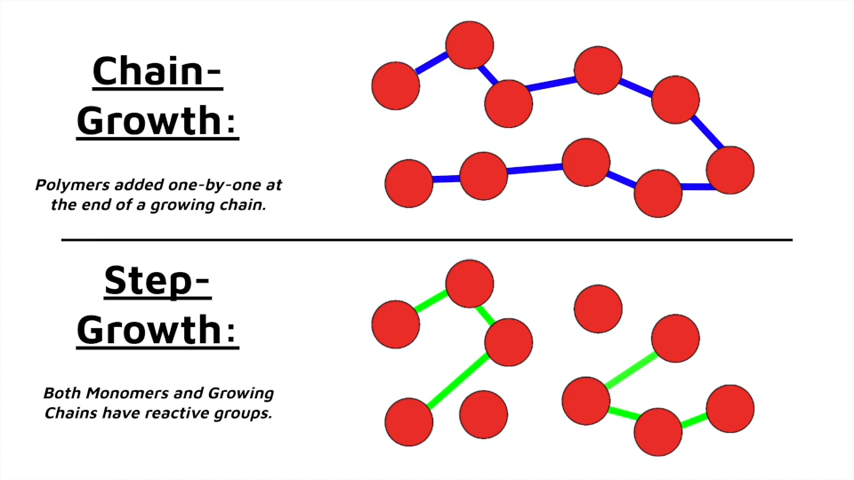 Chain-
Growth:
Polymers added one-by-one at
the end of a growing chain.
Step-
Growth:
Both Monomers and Growing
Chains have reactive groups.